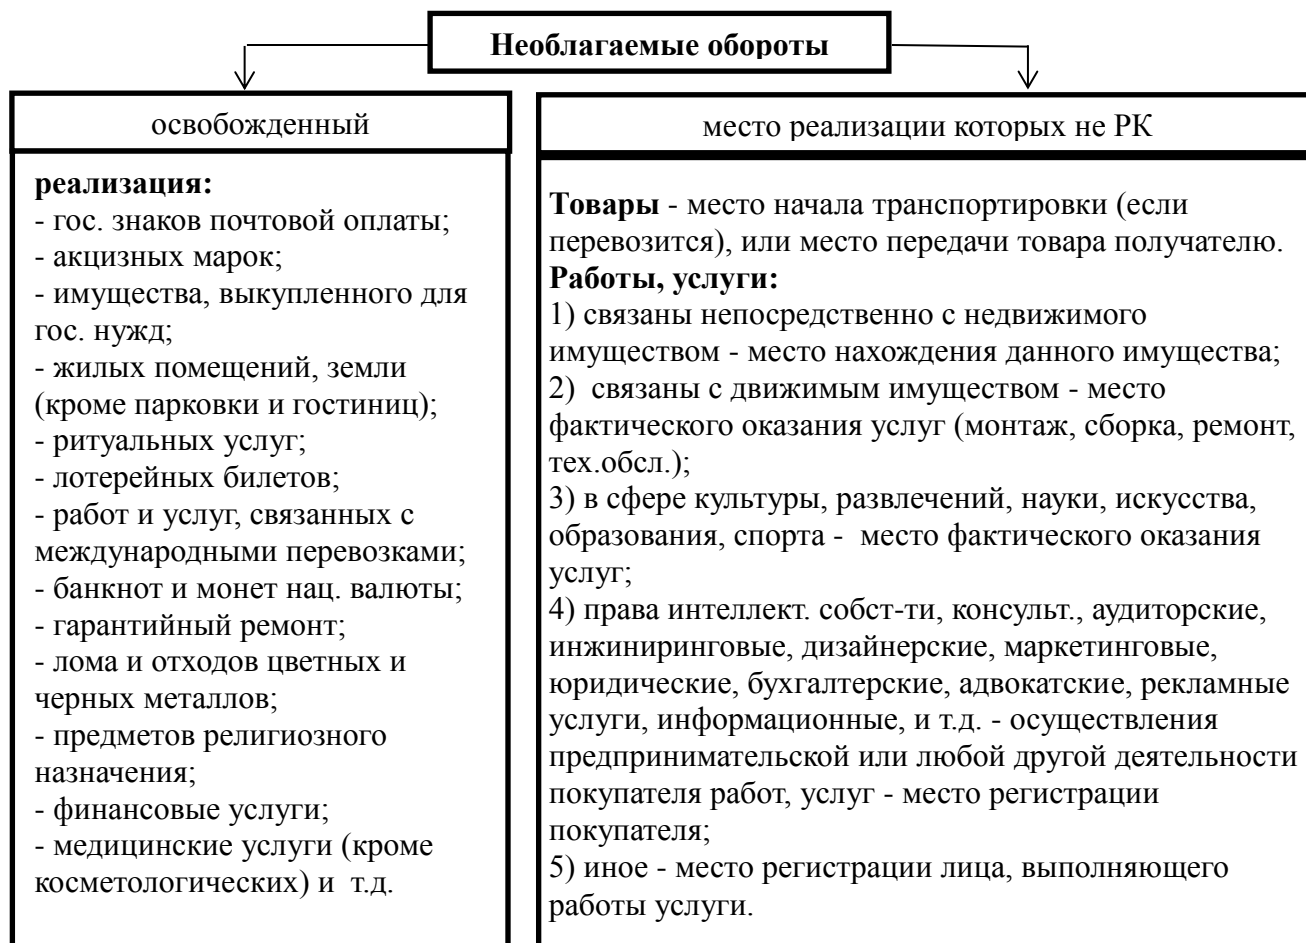 Необлагаемые обороты
освобожденный
реализация:
- гос. знаков почтовой оплаты;
- акцизных марок;
- имущества, выкупленного для
гос. нужд;
- жилых помещений, земли
(кроме парковки и гостиниц);
- ритуальных услуг;
- лотерейных билетов;
- работ и услуг, связанных с
международными перевозками;
- банкнот и монет нац. валюты;
- гарантийный ремонт;
- лома и отходов цветных и
черных металлов;
- предметов религиозного
назначения;
- финансовые услуги;
- медицинские услуги (кроме
косметологических) и т.д.
место реализации которых не РК
Товары - место начала транспортировки (если
перевозится), или место передачи товара получателю.
Работы, услуги:
1) связаны непосредственно с недвижимого
имуществом - место нахождения данного имущества;
2) связаны с движимым имуществом - место
фактического оказания услуг (монтаж, сборка, ремонт,
тех.обсл.);
3) в сфере культуры, развлечений, науки, искусства,
образования, спорта - место фактического оказания
услуг;
4) права интеллект. собст-ти, консульт., аудиторские,
инжиниринговые, дизайнерские, маркетинговые,
юридические, бухгалтерские, адвокатские, рекламные
услуги, информационные, и т.д. - осуществления
предпринимательской или любой другой деятельности
покупателя работ, услуг - место регистрации
покупателя;
5) иное - место регистрации лица, выполняющего
работы услуги.